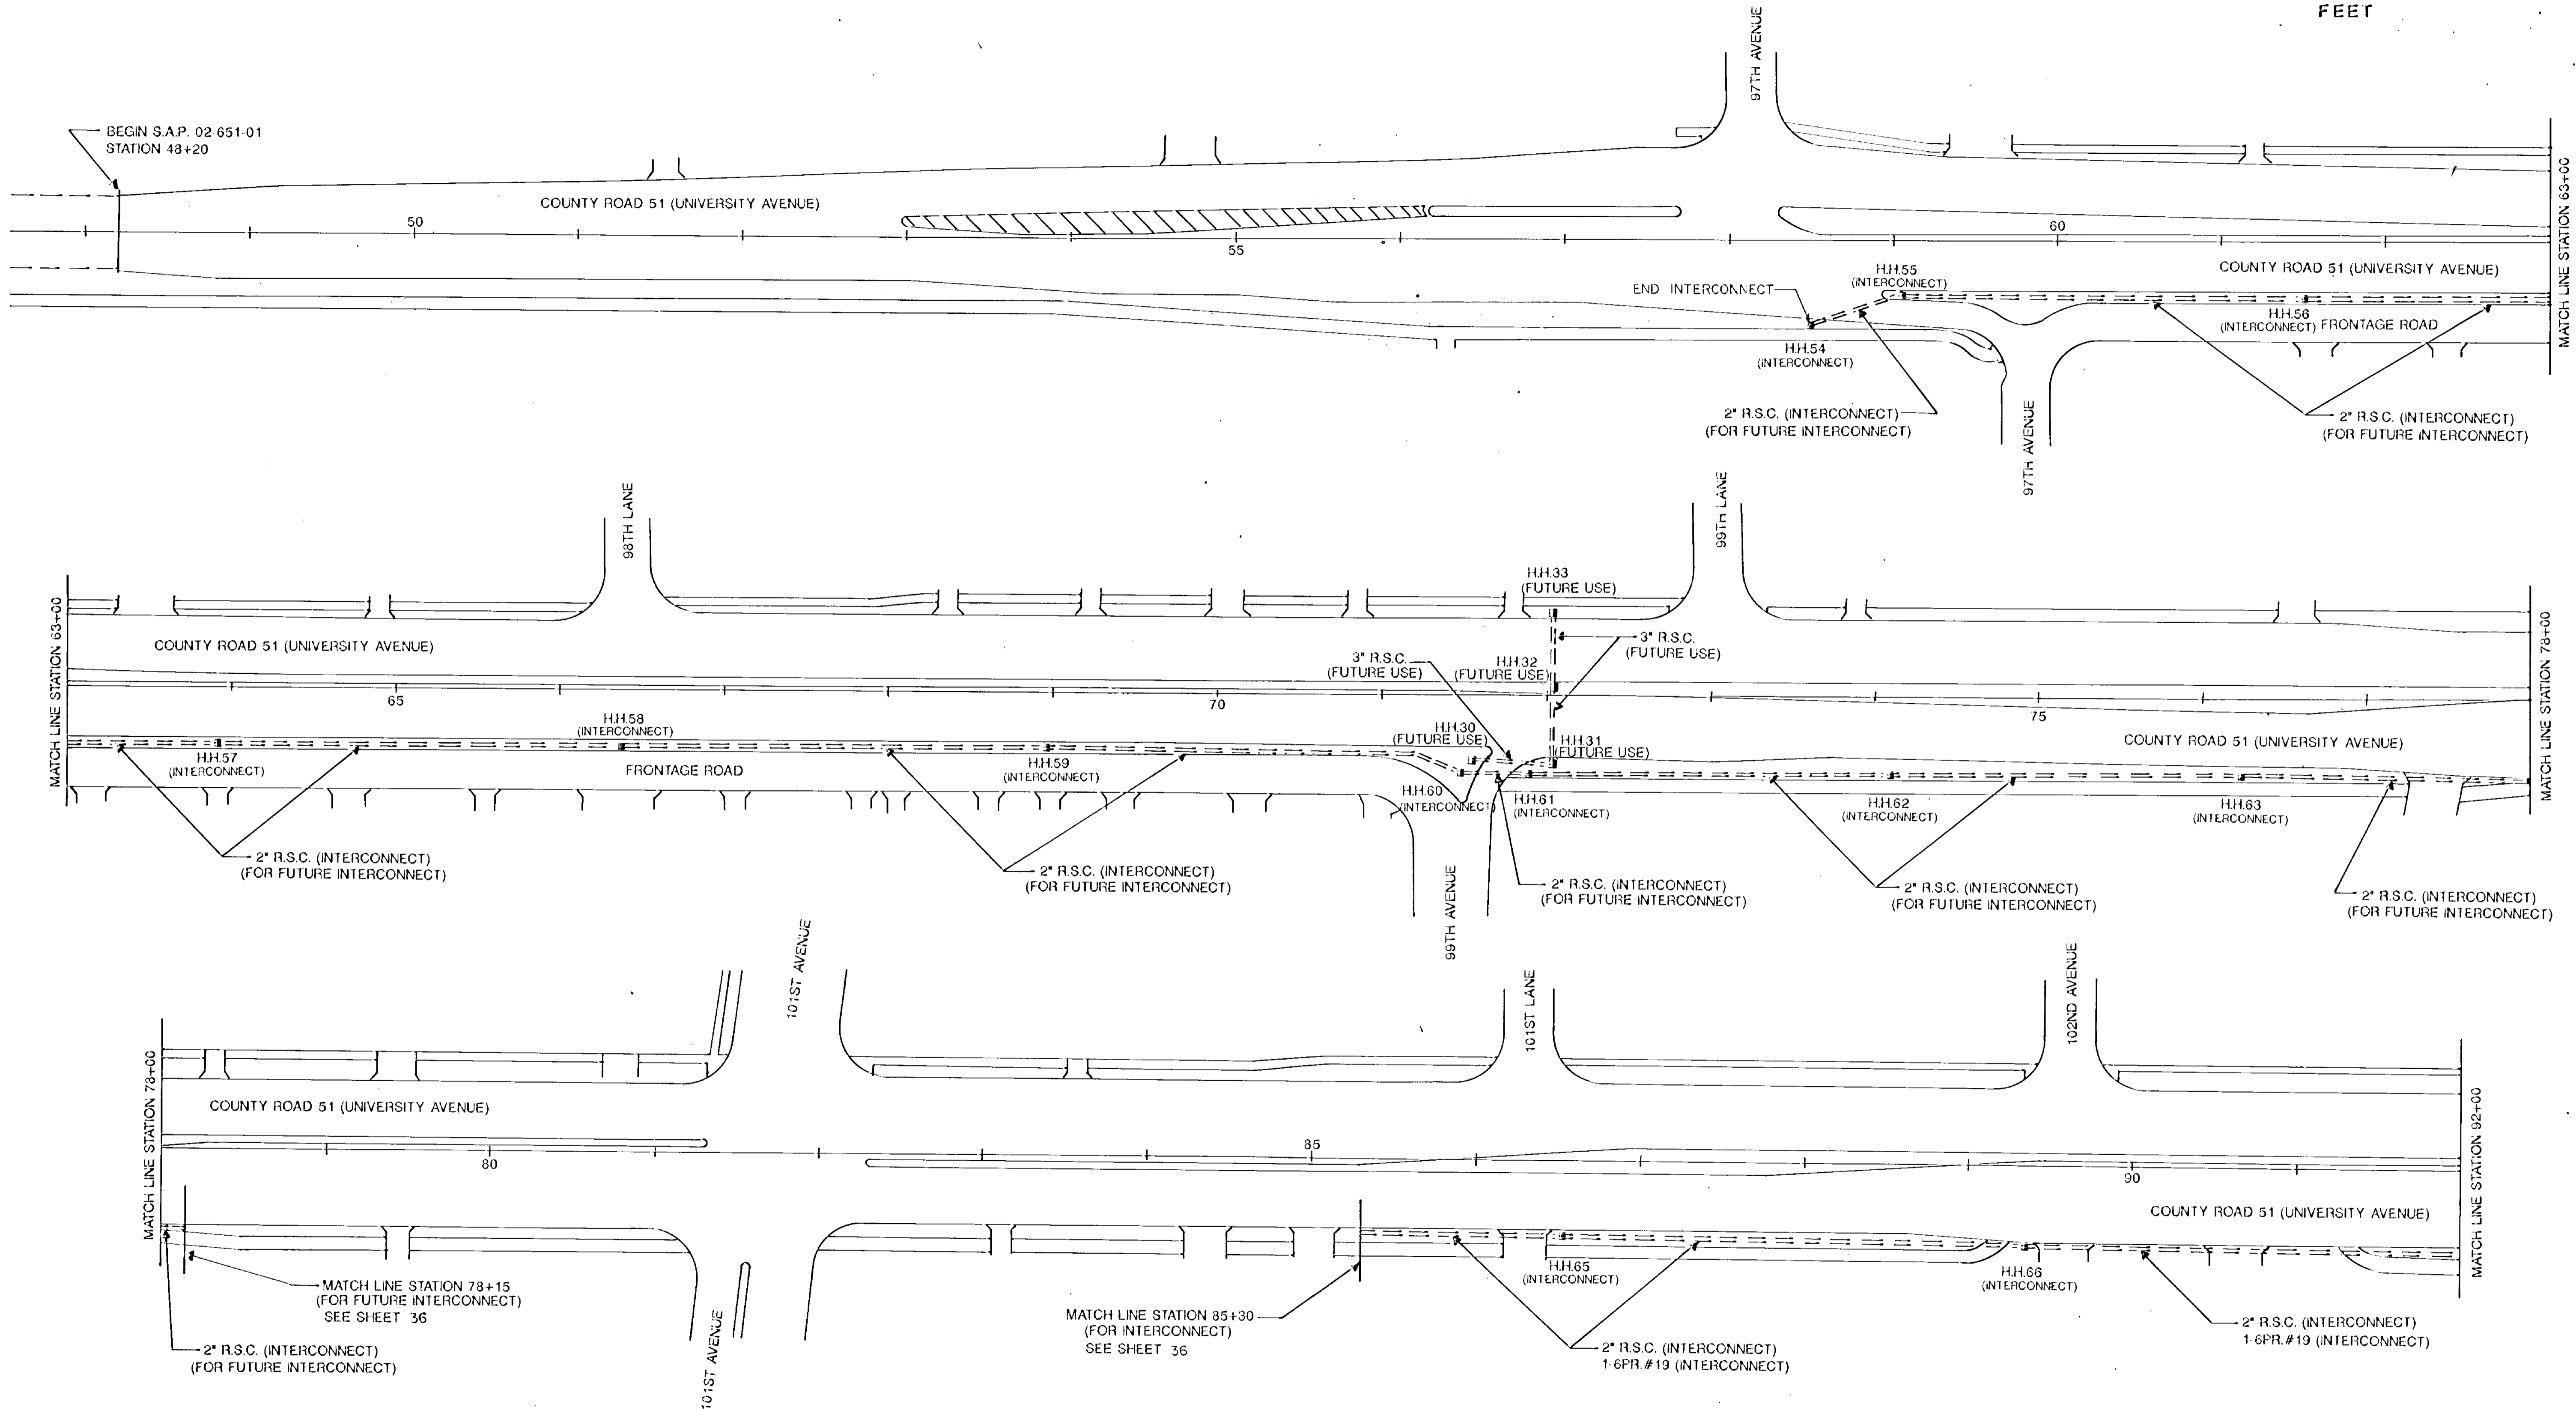 FEET
97TH AVENUE
BEGIN S.A.P. 02-651-01
STATION 48+20
COUNTY ROAD 51 (UNIVERSITY AVENUE)
50
55
60
MATCH LINE STATION 63+00
COUNTY ROAD 51 (UNIVERSITY AVENUE)
H.H.55
(INTERCONNECT)
END INTERCONNECT
H.H.56
(INTERCONNECT)
FRONTAGE ROAD
H.H.54
(INTERCONNECT)
2" R.S.C. (INTERCONNECT)
(FOR FUTURE INTERCONNECT)
97TH AVENUE
2" R.S.C. (INTERCONNECT)
(FOR FUTURE INTERCONNECT)
98TH LANE
99TH LANE
MATCH LINE STATION 63+00
COUNTY ROAD 51 (UNIVERSITY AVENUE)
H.H.33
(FUTURE USE)
3" R.S.C.
(FUTURE USE)
3" R.S.C.
(FUTURE USE)
H.H.32
(FUTURE USE)
MATCH LINE STATION 78+00
65
70
75
H.H.58
(INTERCONNECT)
H.H.30
(FUTURE USE)
H.H.31
(FUTURE USE)
COUNTY ROAD 51 (UNIVERSITY AVENUE)
H.H.57
(INTERCONNECT)
FRONTAGE ROAD
H.H.59
(INTERCONNECT)
H.H.60
(INTERCONNECT)
H.H.61
(INTERCONNECT)
H.H.62
(INTERCONNECT)
H.H.63
(INTERCONNECT)
2" R.S.C. (INTERCONNECT)
(FOR FUTURE INTERCONNECT)
2" R.S.C. (INTERCONNECT)
(FOR FUTURE INTERCONNECT)
99TH AVENUE
2" R.S.C. (INTERCONNECT)
(FOR FUTURE INTERCONNECT)
2" R.S.C. (INTERCONNECT)
(FOR FUTURE INTERCONNECT)
2" R.S.C. (INTERCONNECT)
(FOR FUTURE INTERCONNECT)
101ST AVENUE
101ST LANE
102ND AVENUE
MATCH LINE STATION 78+00
COUNTY ROAD 51 (UNIVERSITY AVENUE)
80
85
90
MATCH LINE STATION 92+00
COUNTY ROAD 51 (UNIVERSITY AVENUE)
H.H.65
(INTERCONNECT)
H.H.66
(INTERCONNECT)
MATCH LINE STATION 78+15
(FOR FUTURE INTERCONNECT)
SEE SHEET 36
2" R.S.C. (INTERCONNECT)
(FOR FUTURE INTERCONNECT)
101ST AVENUE
MATCH LINE STATION 85+30
(FOR INTERCONNECT)
SEE SHEET 36
2" R.S.C. (INTERCONNECT)
1-6PR.#19 (INTERCONNECT)
2" R.S.C. (INTERCONNECT)
1-6PR.#19 (INTERCONNECT)